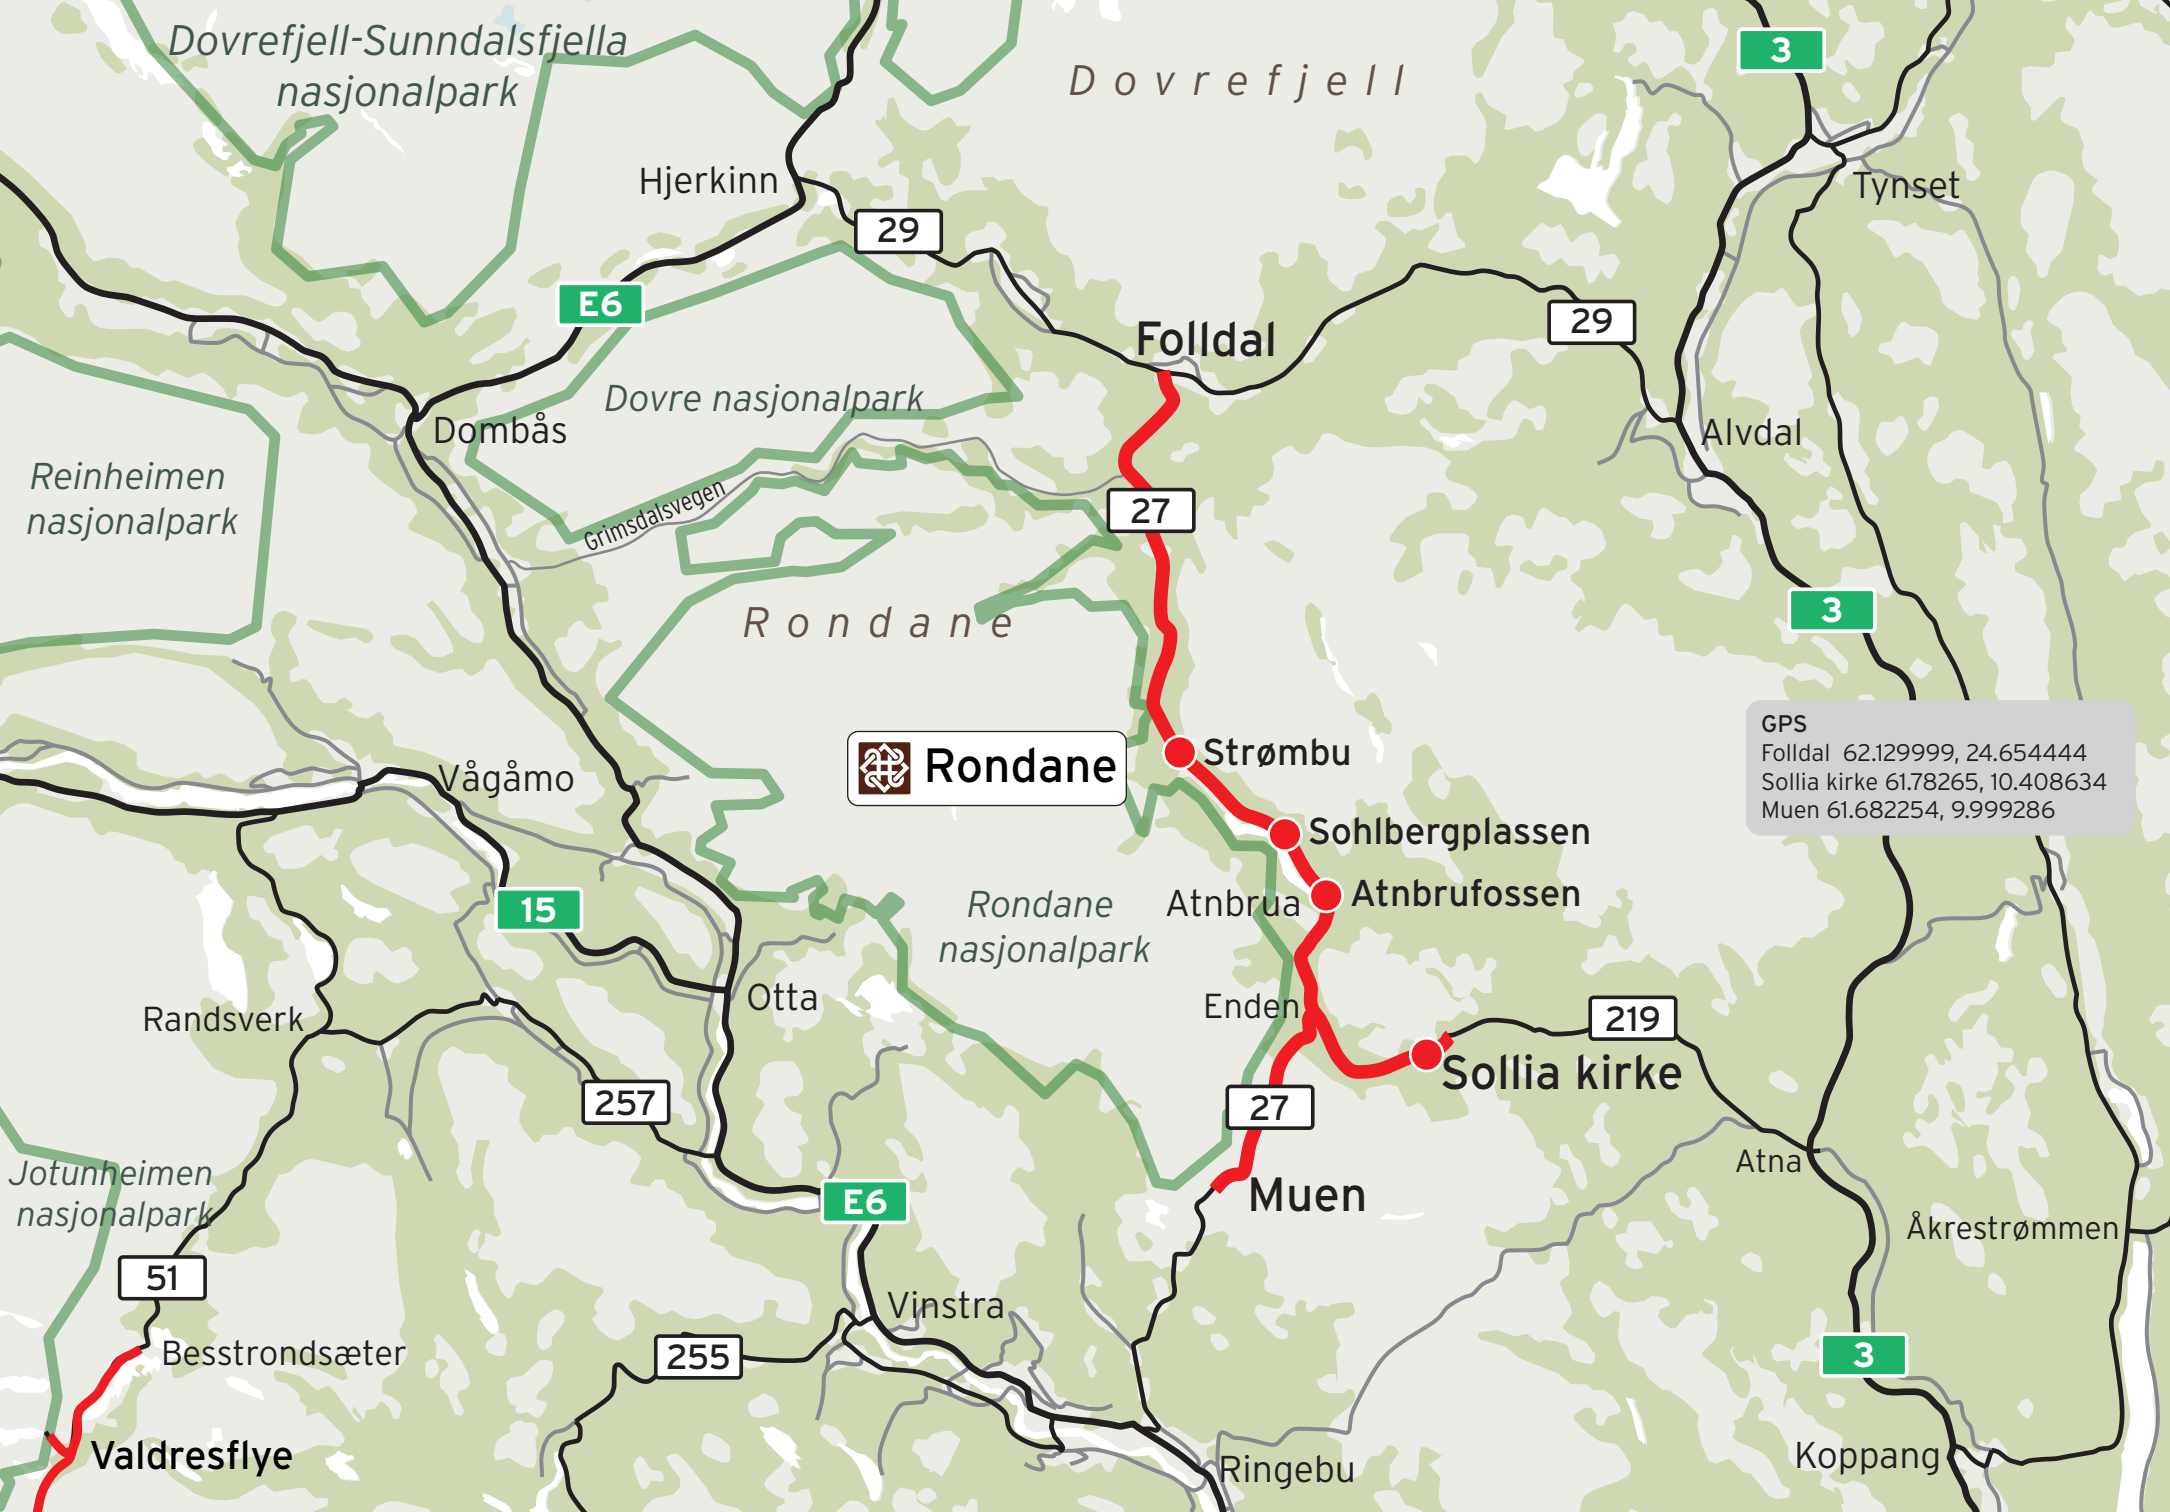 Dovrefjell-Sunndalsfjella
nasjonalpark
Dovrefjell
3
Hjerkinn
Tynset
29
E6
29
Folldal
Dovre nasjonalpark
Dombås
Alvdal
Reinheimen
nasjonalpark
Grimsdalsvegen
27
Rondane
3
GPS
Folldal 62.129999, 24.654444
Sollia kirke 61.78265, 10.408634
Muen 61.682254, 9.999286
Rondane
Strømbu
Vågåmo
Sohlbergplassen
Atnbrua
Atnbrufossen
15
Rondane
nasjonalpark
Otta
Enden
Randsverk
219
Sollia kirke
257
27
Atna
Jotunheimen
nasjonalpark
E6
Muen
Åkrestrømmen
51
Vinstra
Besstrondsæter
255
3
Valdresflye
Ringebu
Koppang